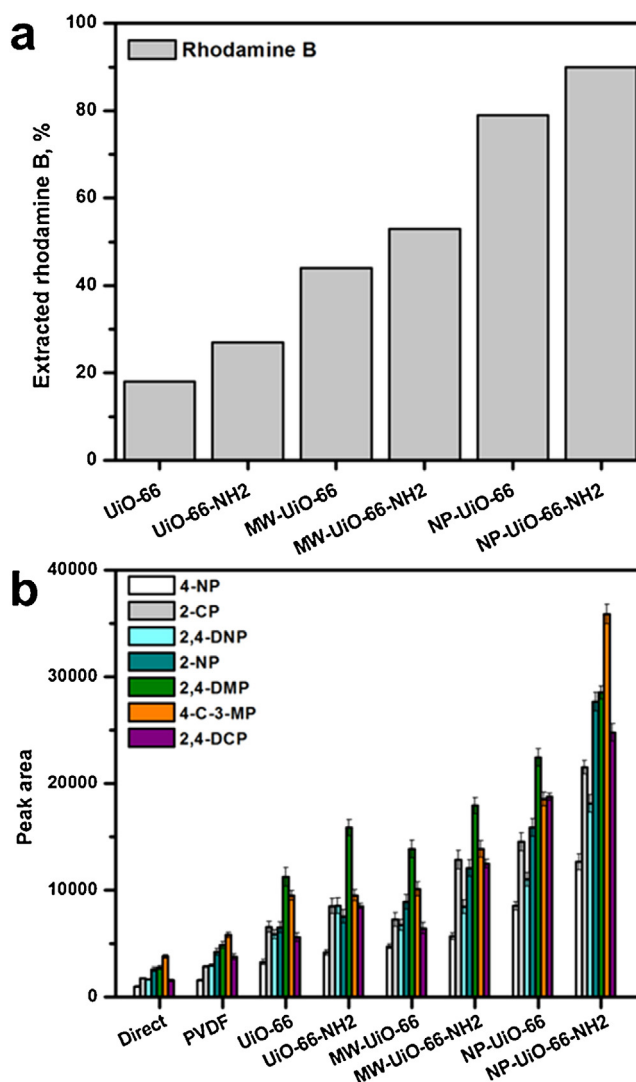 a
Rhodamine B
Extracted rhodamine B, %
100
80
60
40
20
0
UiO-66
UiO-66-NH2
MW-UiO-66
MW-UiO-66-NH2
NP-UiO-66
NP-UiO-66-NH2
b
4-NP
2-CP
2,4-DNP
2-NP
2,4-DMP
4-C-3-MP
2,4-DCP
Peak area
40000
30000
20000
10000
0
Direct
PVDF
UiO-66
UiO-66-NH2
MW-UiO-66
MW-UiO-66-NH2
NP-UiO-66
NP-UiO-66-NH2